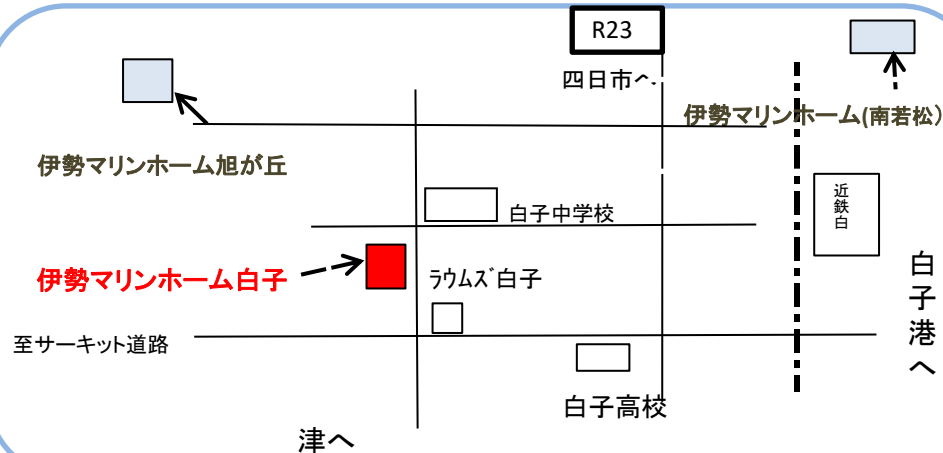 R23
四日市へ
伊勢マリンホーム(南若松)
伊勢マリンホーム旭が丘
近鉄白
白子中学校
伊勢マリンホーム白子
ラウムズ白子
白子港へ
至サーキット道路
白子高校
津へ